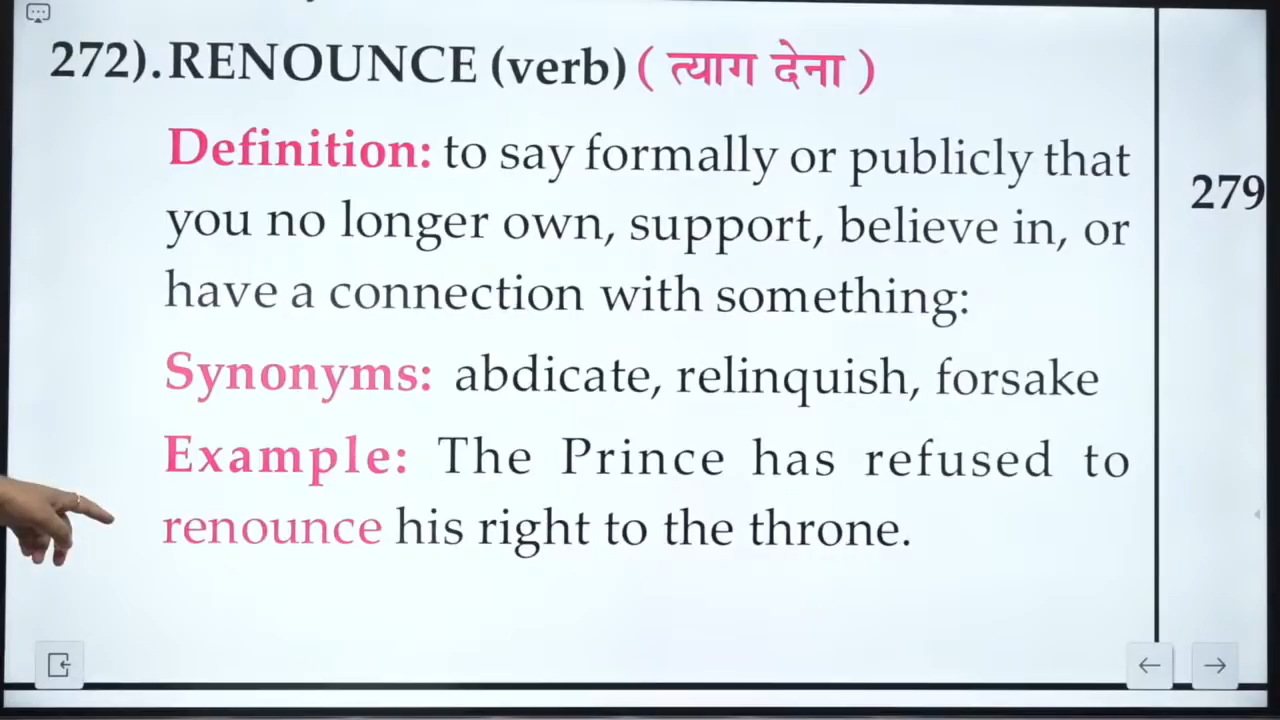 272).RENOUNCE (verb) ( त्याग देना )
Definition: to say formally or publicly that
you no longer own, support, believe in, or
have a connection with something:
Synonyms: abdicate, relinquish, forsake
Example: The Prince has refused to
renounce his right to the throne.
279